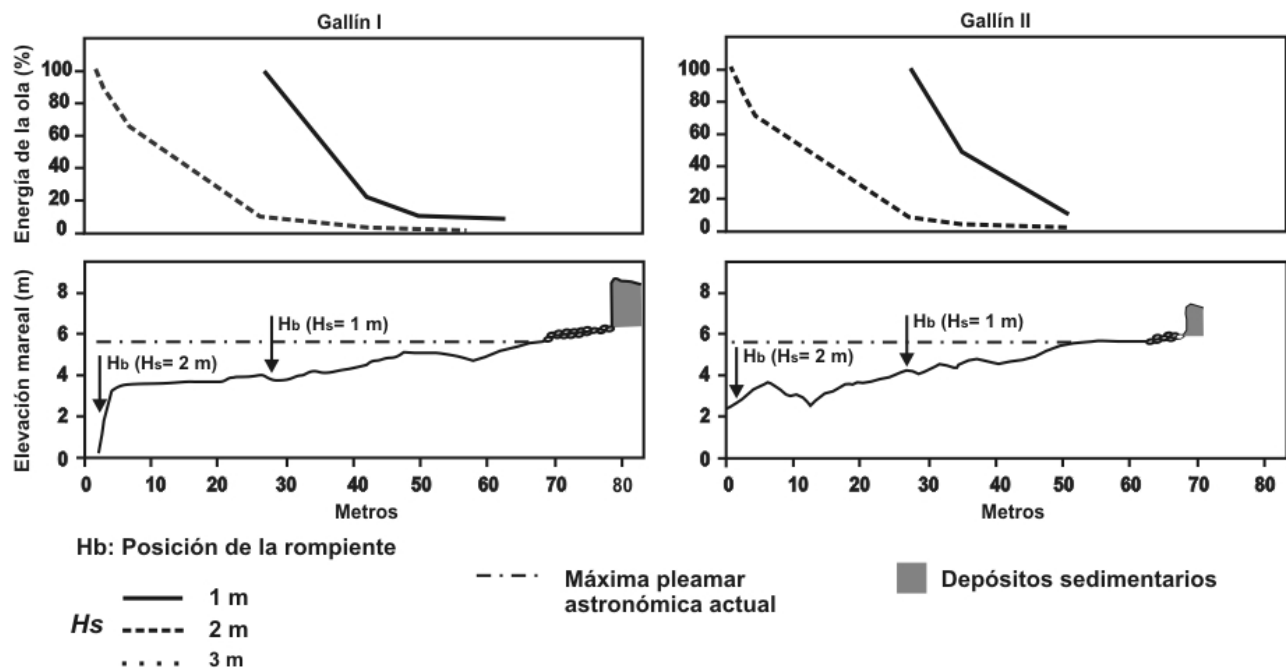 Gallín I
Gallín II
Energía de la ola (%)
100
80
60
40
20
0
100
80
60
40
20
0
Elevación mareal (m)
8
6
4
2
0
Hb (Hs= 2 m)
Hb (Hs= 1 m)
0 10 20 30 40 50 60 70 80
Metros
8
6
4
2
0
Hb (Hs= 2 m)
Hb (Hs= 1 m)
0 10 20 30 40 50 60 70 80
Metros
Hb: Posición de la rompiente
Hs
1 m
2 m
3 m
Máxima pleamar
astronómica actual
Depósitos sedimentarios